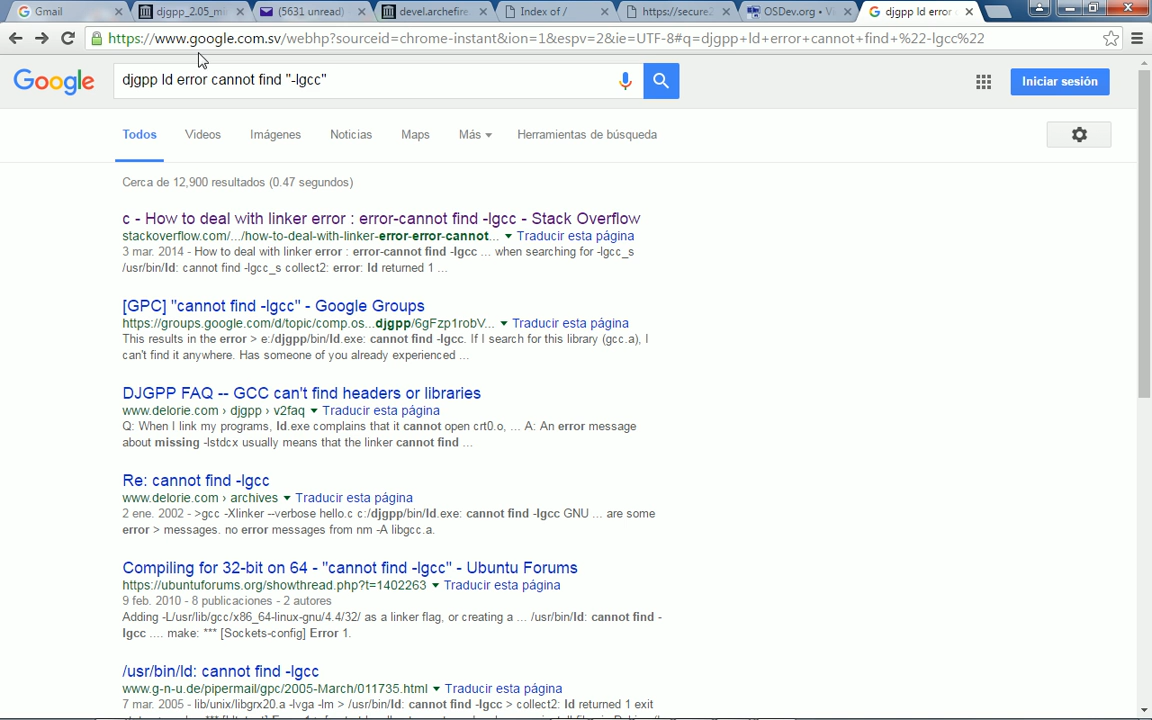 Gmail
djgpp_2.05_mi
(5631 unread)
devel.archefire
Index of /
https://secure2
OSDev.org • Vi
djgpp ld error
https://www.google.com.sv/webhp?sourceid=chrome-instant&ion=1&espv=2&ie=UTF-8#q=djgpp+ld+error+cannot+find+%22-lgcc%22
Google
djgpp ld error cannot find "-lgcc"
Iniciar sesión
Todos
Videos
Imágenes
Noticias
Maps
Más
Herramientas de búsqueda
Cerca de 12,900 resultados (0.47 segundos)
c - How to deal with linker error : error-cannot find -lgcc - Stack Overflow
stackoverflow.com/.../how-to-deal-with-linker-error-error-cannot... Traducir esta página
3 mar. 2014 - How to deal with linker error : error-cannot find -lgcc ... when searching for -lgcc_s
/usr/bin/ld: cannot find -lgcc_s collect2: error: ld returned 1 ...
[GPC] "cannot find -lgcc" - Google Groups
https://groups.google.com/d/topic/comp.os...djgpp/6gFzp1robV... Traducir esta página
This results in the error > e:/djgpp/bin/ld.exe: cannot find -lgcc. If I search for this library (gcc.a), I
can't find it anywhere. Has someone of you already experienced ...
DJGPP FAQ -- GCC can't find headers or libraries
www.delorie.com › djgpp › v2faq Traducir esta página
Q: When I link my programs, ld.exe complains that it cannot open crt0.o, ... A: An error message
about missing -lstdcx usually means that the linker cannot find ...
Re: cannot find -lgcc
www.delorie.com › archives Traducir esta página
2 ene. 2002 - >gcc -Xlinker --verbose hello.c c:/djgpp/bin/ld.exe: cannot find -lgcc GNU ... are some
error > messages. no error messages from nm -A libgcc.a.
Compiling for 32-bit on 64 - "cannot find -lgcc" - Ubuntu Forums
https://ubuntuforums.org/showthread.php?t=1402263 Traducir esta página
9 feb. 2010 - 8 publicaciones - 2 autores
Adding -L/usr/lib/gcc/x86_64-linux-gnu/4.4/32/ as a linker flag, or creating a ... /usr/bin/ld: cannot find -
lgcc .... make: *** [Sockets-config] Error 1.
/usr/bin/ld: cannot find -lgcc
www.g-n-u.de/pipermail/gpc/2005-March/011735.html Traducir esta página
7 mar. 2005 - lib/unix/libgrx20.a -lvga -lm > /usr/bin/ld: cannot find -lgcc > collect2: ld returned 1 exit